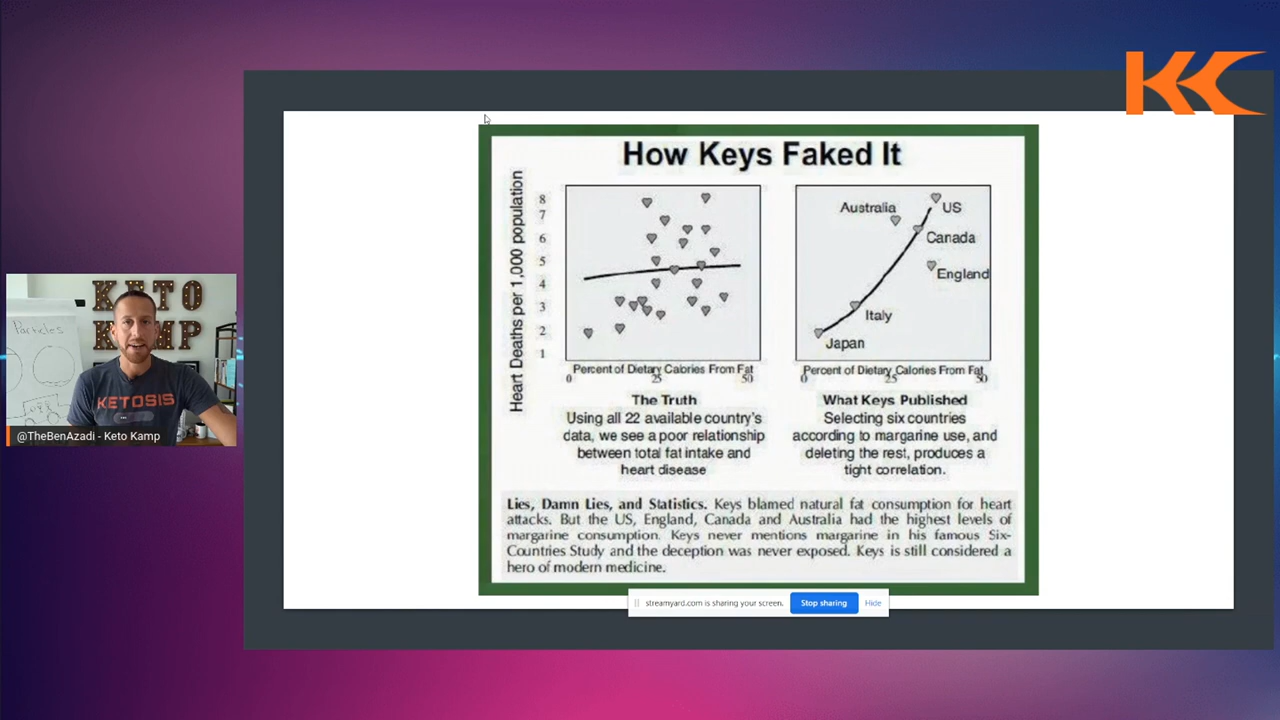 KC
How Keys Faked It
Heart Deaths per 1,000 population
8
7
6
5
4
3
2
1
Percent of Dietary Calories From Fat
0 25 50
Australia
US
Canada
England
Italy
Japan
Percent of Dietary Calories From Fat
0 25 50
The Truth
Using all 22 available country's
data, we see a poor relationship
between total fat intake and
heart disease
What Keys Published
Selecting six countries
according to margarine use, and
deleting the rest, produces a
tight correlation.
Lies, Damn Lies, and Statistics. Keys blamed natural fat consumption for heart
attacks. But the US, England, Canada and Australia had the highest levels of
margarine consumption. Keys never mentions margarine in his famous Six-
Countries Study and the deception was never exposed. Keys is still considered a
hero of modern medicine.
streamyard.com is sharing your screen.
Stop sharing
Hide
KETO
KAMP
Particles
KETOSIS
@TheBenAzadi - Keto Kamp